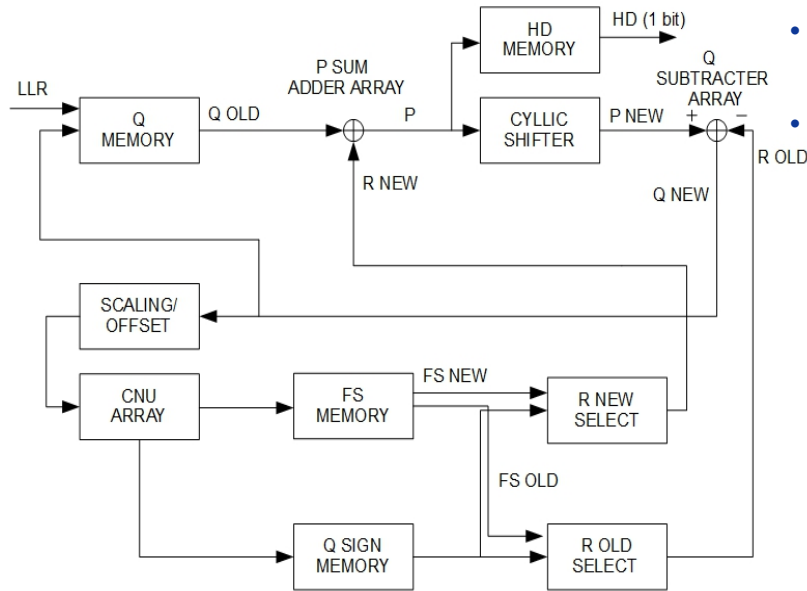 HD (1 bit)
HD
MEMORY
LLR
P SUM
ADDER ARRAY
Q
SUBTRACTER
ARRAY
Q
MEMORY
Q OLD
P
CYLLIC
SHIFTER
P NEW
+
−
R OLD
R NEW
Q NEW
SCALING/
OFFSET
CNU
ARRAY
FS
MEMORY
FS NEW
R NEW
SELECT
FS OLD
Q SIGN
MEMORY
R OLD
SELECT